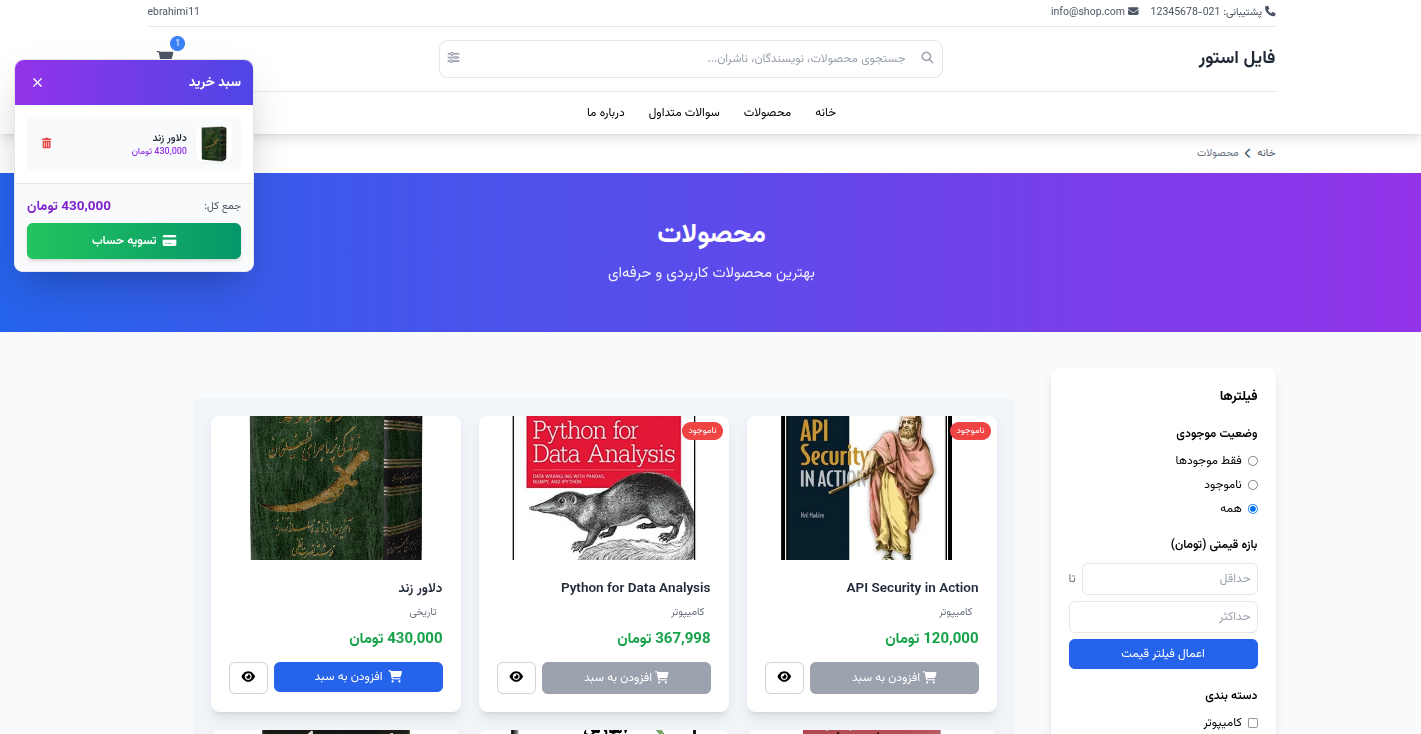 پشتیبانی: 021-12345678
info@shop.com
ebrahimi11
فایل استور
جستجوی محصولات، نویسندگان، ناشران...
1
خانه
محصولات
سوالات متداول
درباره ما
سبد خرید
دلاور زند
430,000 تومان
جمع کل:
430,000 تومان
تسویه حساب
خانه
محصولات
محصولات
بهترین محصولات کاربردی و حرفه‌ای
فیلترها
وضعیت موجودی
فقط موجودها
ناموجود
همه
بازه قیمتی (تومان)
حداقل
تا
حداکثر
اعمال فیلتر قیمت
دسته بندی
کامپیوتر
ناموجود
API
Security
IN ACTION
Neil Madden
API Security in Action
کامپیوتر
120,000 تومان
افزودن به سبد
ناموجود
Python for
Data Analysis
DATA WRANGLING WITH PANDAS,
NUMPY, AND IPYTHON
Python for Data Analysis
کامپیوتر
367,998 تومان
افزودن به سبد
دلاور زند
تاریخی
430,000 تومان
افزودن به سبد